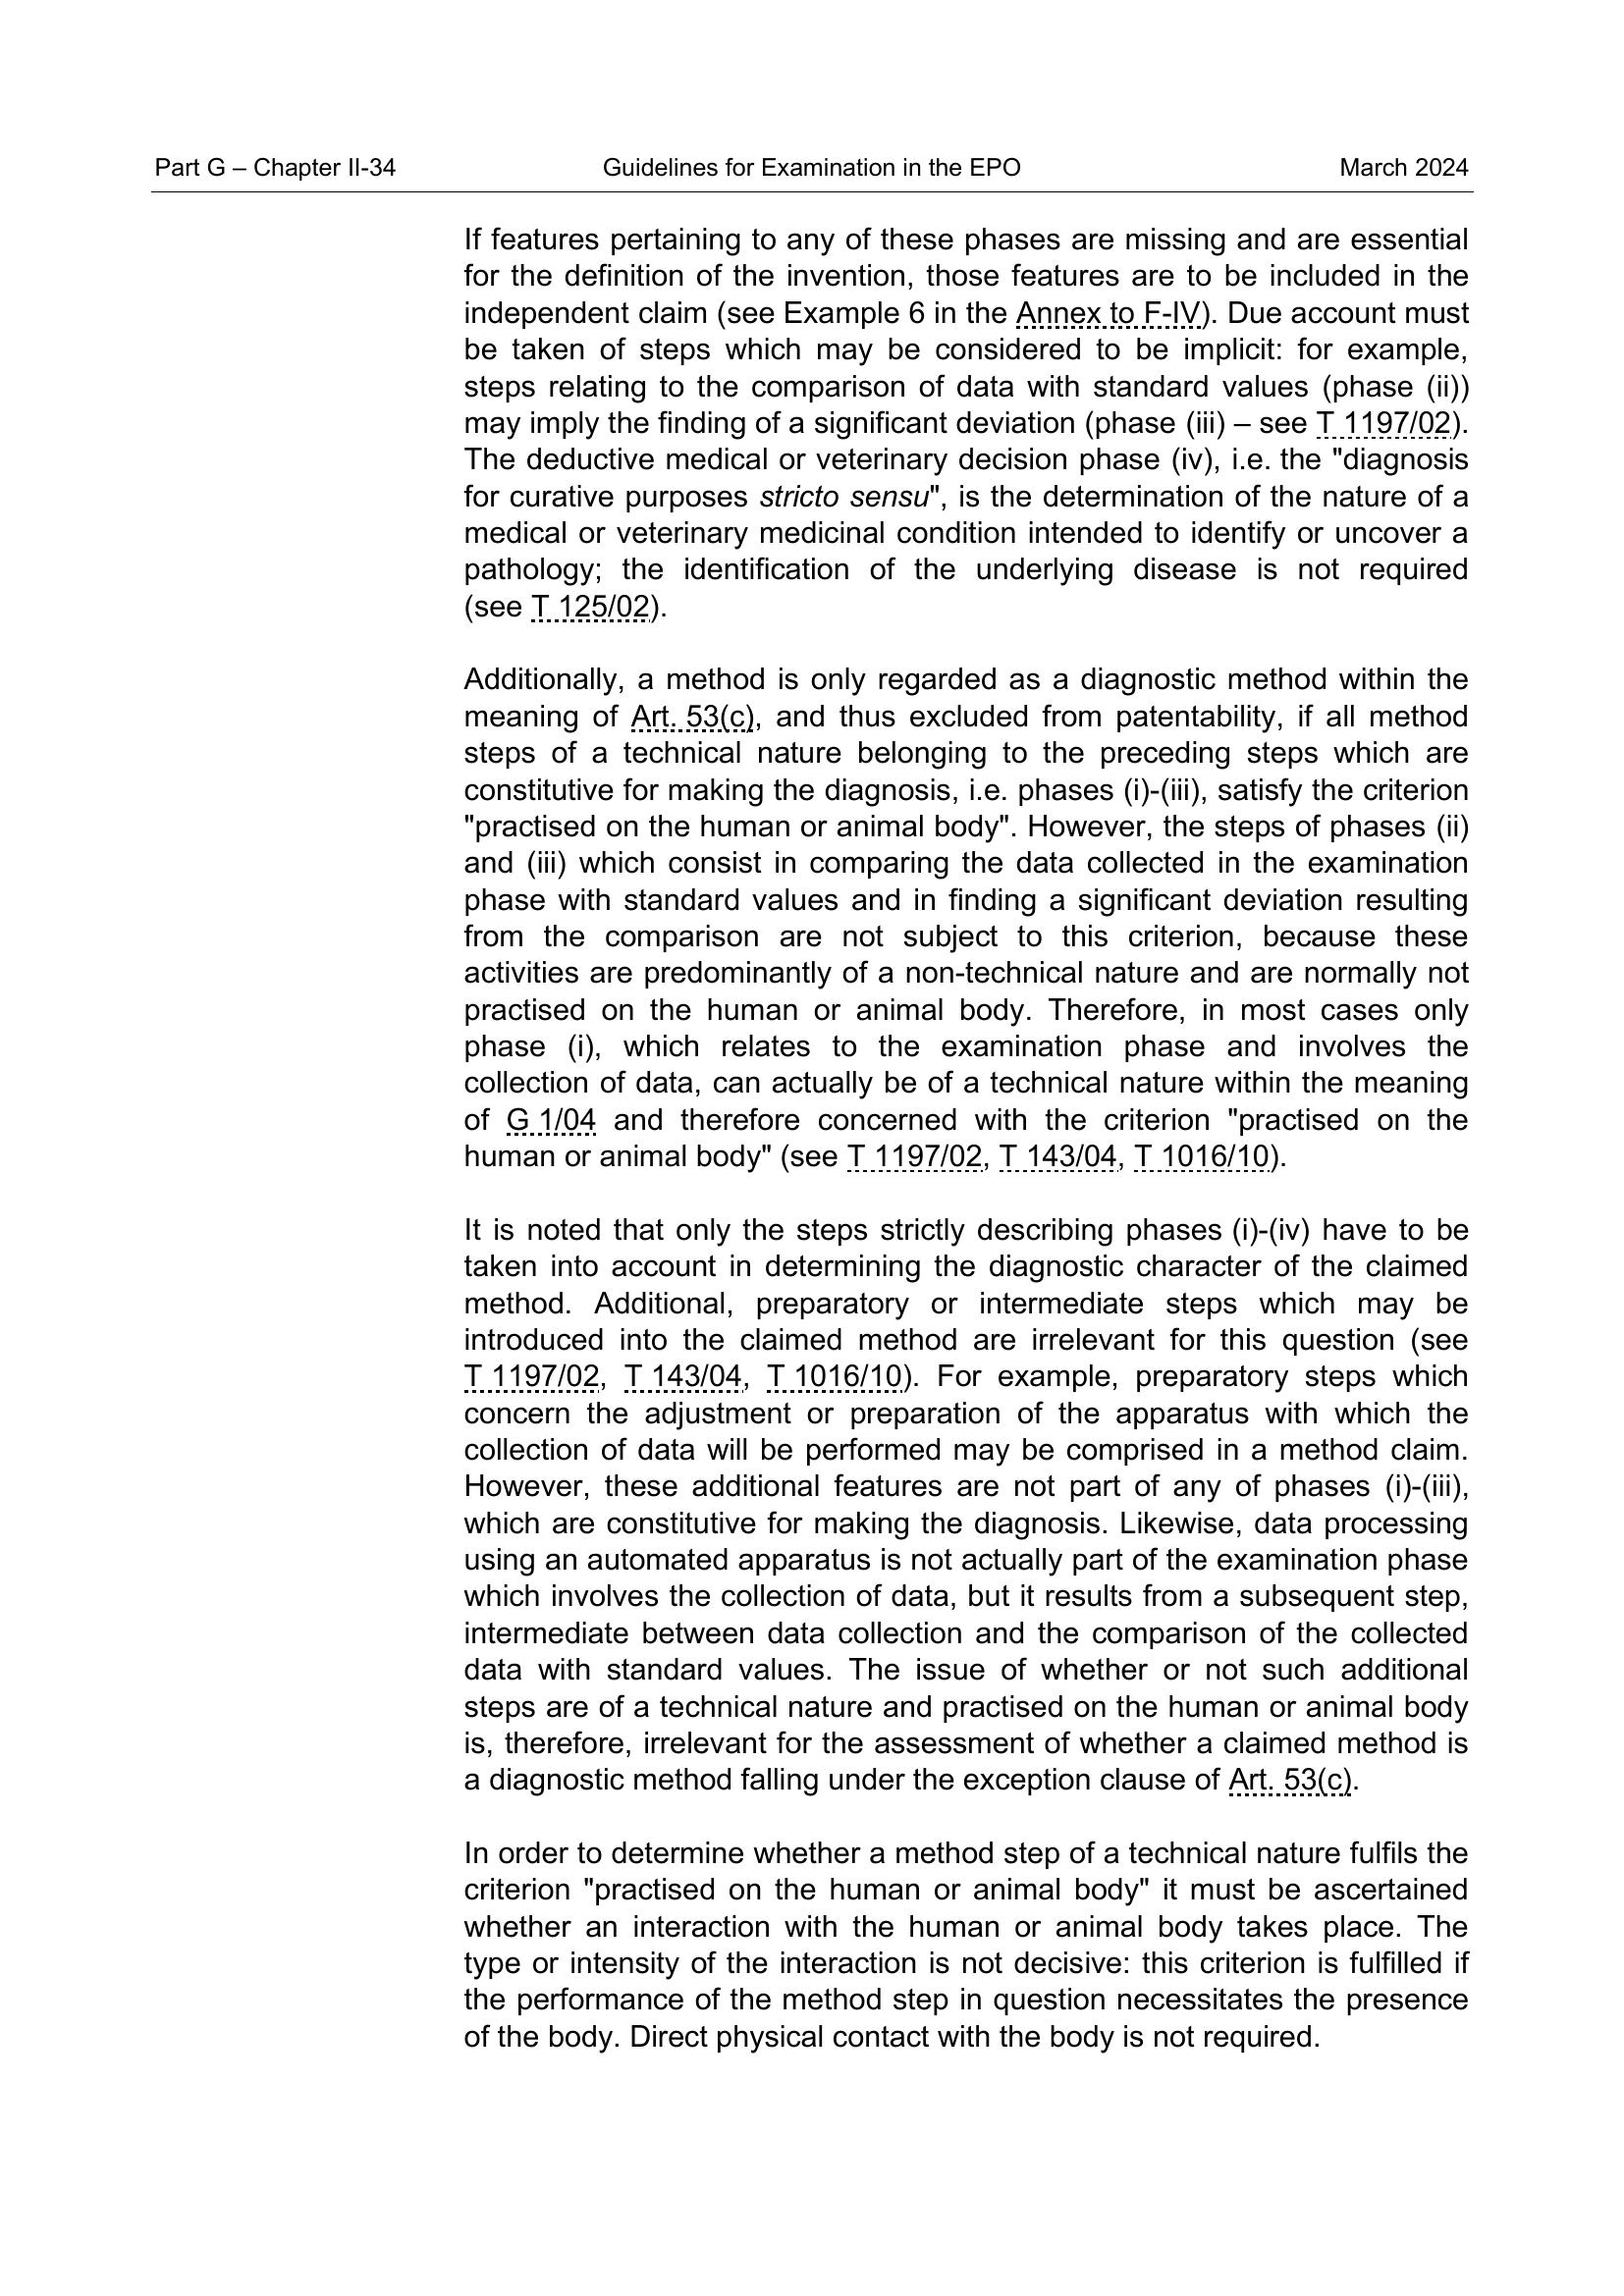 Part G – Chapter II-34 Guidelines for Examination in the EPO March 2024
If features pertaining to any of these phases are missing and are essential
for the definition of the invention, those features are to be included in the
independent claim (see Example 6 in the Annex to F-IV). Due account must
be taken of steps which may be considered to be implicit: for example,
steps relating to the comparison of data with standard values (phase (ii))
may imply the finding of a significant deviation (phase (iii) – see T 1197/02).
The deductive medical or veterinary decision phase (iv), i.e. the "diagnosis
for curative purposes stricto sensu", is the determination of the nature of a
medical or veterinary medicinal condition intended to identify or uncover a
pathology; the identification of the underlying disease is not required
(see T 125/02).
Additionally, a method is only regarded as a diagnostic method within the
meaning of Art. 53(c), and thus excluded from patentability, if all method
steps of a technical nature belonging to the preceding steps which are
constitutive for making the diagnosis, i.e. phases (i)-(iii), satisfy the criterion
"practised on the human or animal body". However, the steps of phases (ii)
and (iii) which consist in comparing the data collected in the examination
phase with standard values and in finding a significant deviation resulting
from the comparison are not subject to this criterion, because these
activities are predominantly of a non-technical nature and are normally not
practised on the human or animal body. Therefore, in most cases only
phase (i), which relates to the examination phase and involves the
collection of data, can actually be of a technical nature within the meaning
of G 1/04 and therefore concerned with the criterion "practised on the
human or animal body" (see T 1197/02, T 143/04, T 1016/10).
It is noted that only the steps strictly describing phases (i)-(iv) have to be
taken into account in determining the diagnostic character of the claimed
method. Additional, preparatory or intermediate steps which may be
introduced into the claimed method are irrelevant for this question (see
T 1197/02, T 143/04, T 1016/10). For example, preparatory steps which
concern the adjustment or preparation of the apparatus with which the
collection of data will be performed may be comprised in a method claim.
However, these additional features are not part of any of phases (i)-(iii),
which are constitutive for making the diagnosis. Likewise, data processing
using an automated apparatus is not actually part of the examination phase
which involves the collection of data, but it results from a subsequent step,
intermediate between data collection and the comparison of the collected
data with standard values. The issue of whether or not such additional
steps are of a technical nature and practised on the human or animal body
is, therefore, irrelevant for the assessment of whether a claimed method is
a diagnostic method falling under the exception clause of Art. 53(c).
In order to determine whether a method step of a technical nature fulfils the
criterion "practised on the human or animal body" it must be ascertained
whether an interaction with the human or animal body takes place. The
type or intensity of the interaction is not decisive: this criterion is fulfilled if
the performance of the method step in question necessitates the presence
of the body. Direct physical contact with the body is not required.